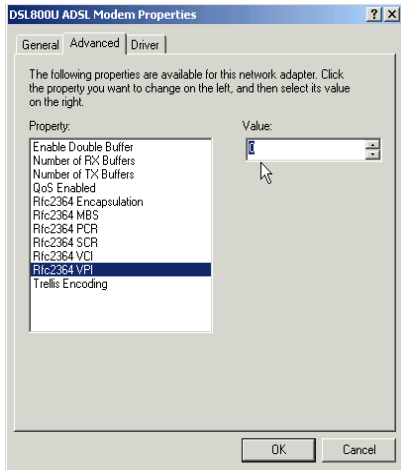 DSL800U ADSL Modem Properties
General Advanced Driver
The following properties are available for this network adapter. Click
the property you want to change on the left, and then select its value
on the right.
Property: Value:
Enable Double Buffer 0
Number of RX Buffers
Number of TX Buffers
QoS Enabled
Rfc2364 Encapsulation
Rfc2364 MBS
Rfc2364 PCR
Rfc2364 SCR
Rfc2364 VCI
Rfc2364 VPI
Trellis Encoding
OK Cancel